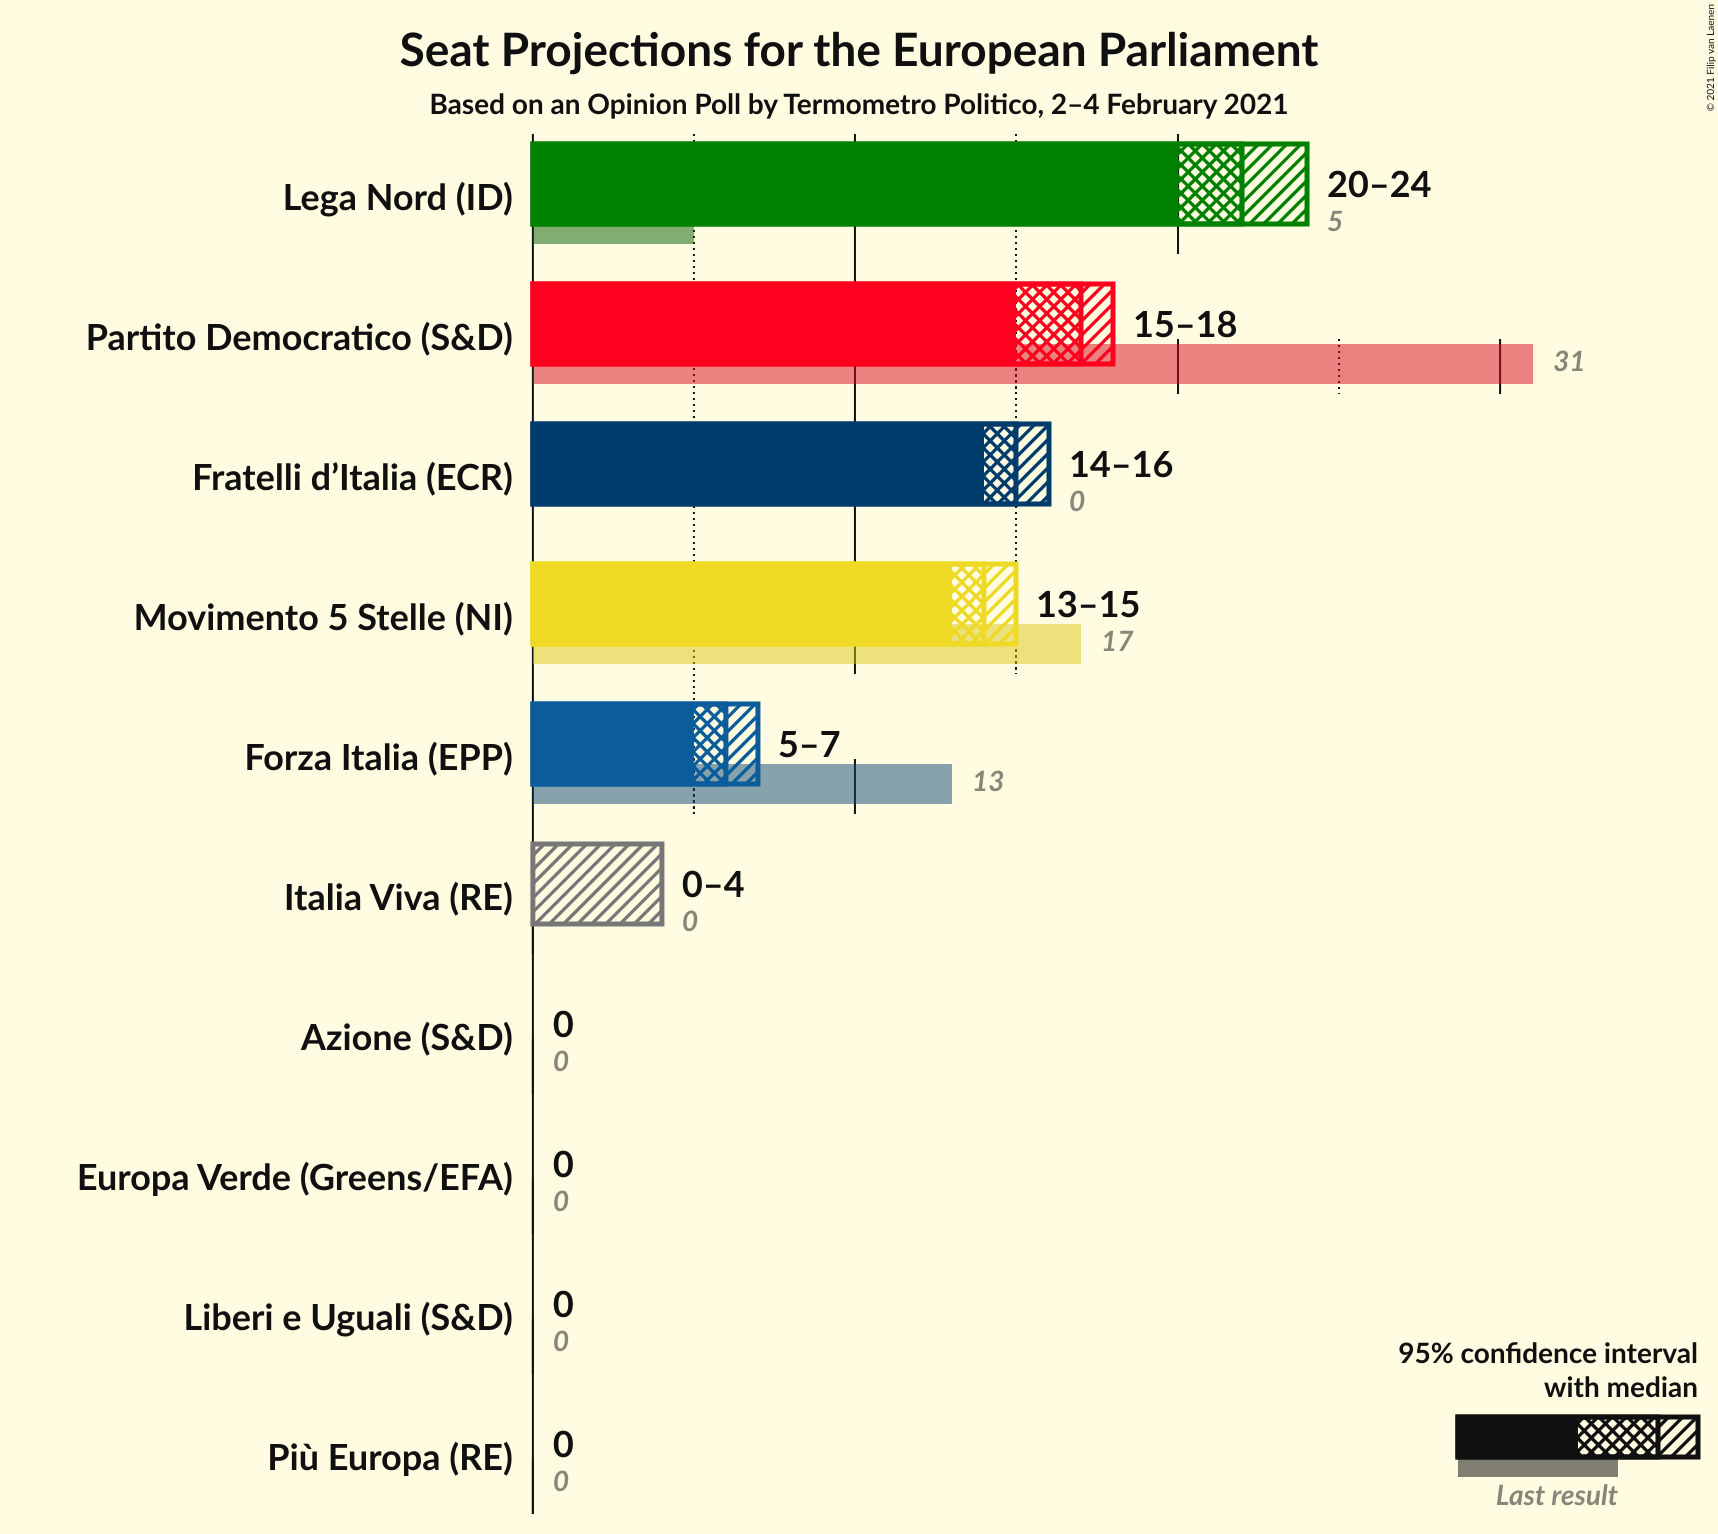 Seat Projections for the European Parliament
Based on an Opinion Poll by Termometro Politico, 2–4 February 2021
© 2021 Filip van Laenen
Lega Nord (ID)
20–24
5
Partito Democratico (S&D)
15–18
31
Fratelli d’Italia (ECR)
14–16
0
Movimento 5 Stelle (NI)
13–15
17
Forza Italia (EPP)
5–7
13
Italia Viva (RE)
0–4
0
Azione (S&D)
0
0
Europa Verde (Greens/EFA)
0
0
Liberi e Uguali (S&D)
0
0
Più Europa (RE)
0
0
95% confidence interval
with median
Last result